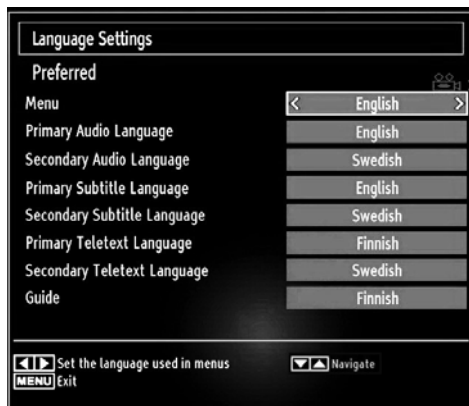 Language Settings
Preferred
Menu < English >
Primary Audio Language English
Secondary Audio Language Swedish
Primary Subtitle Language English
Secondary Subtitle Language Swedish
Primary Teletext Language Finnish
Secondary Teletext Language Swedish
Guide Finnish
Set the language used in menus Navigate
MENU Exit